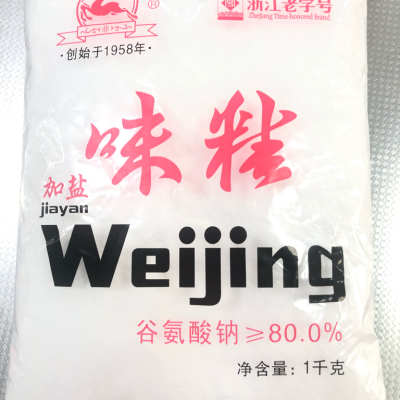 浙江老字号
Zhejiang Time-honored Brand
®
·创始于1958年·
味精
加盐
jiayan
Weijing
谷氨酸钠≥80.0%
净含量：1千克